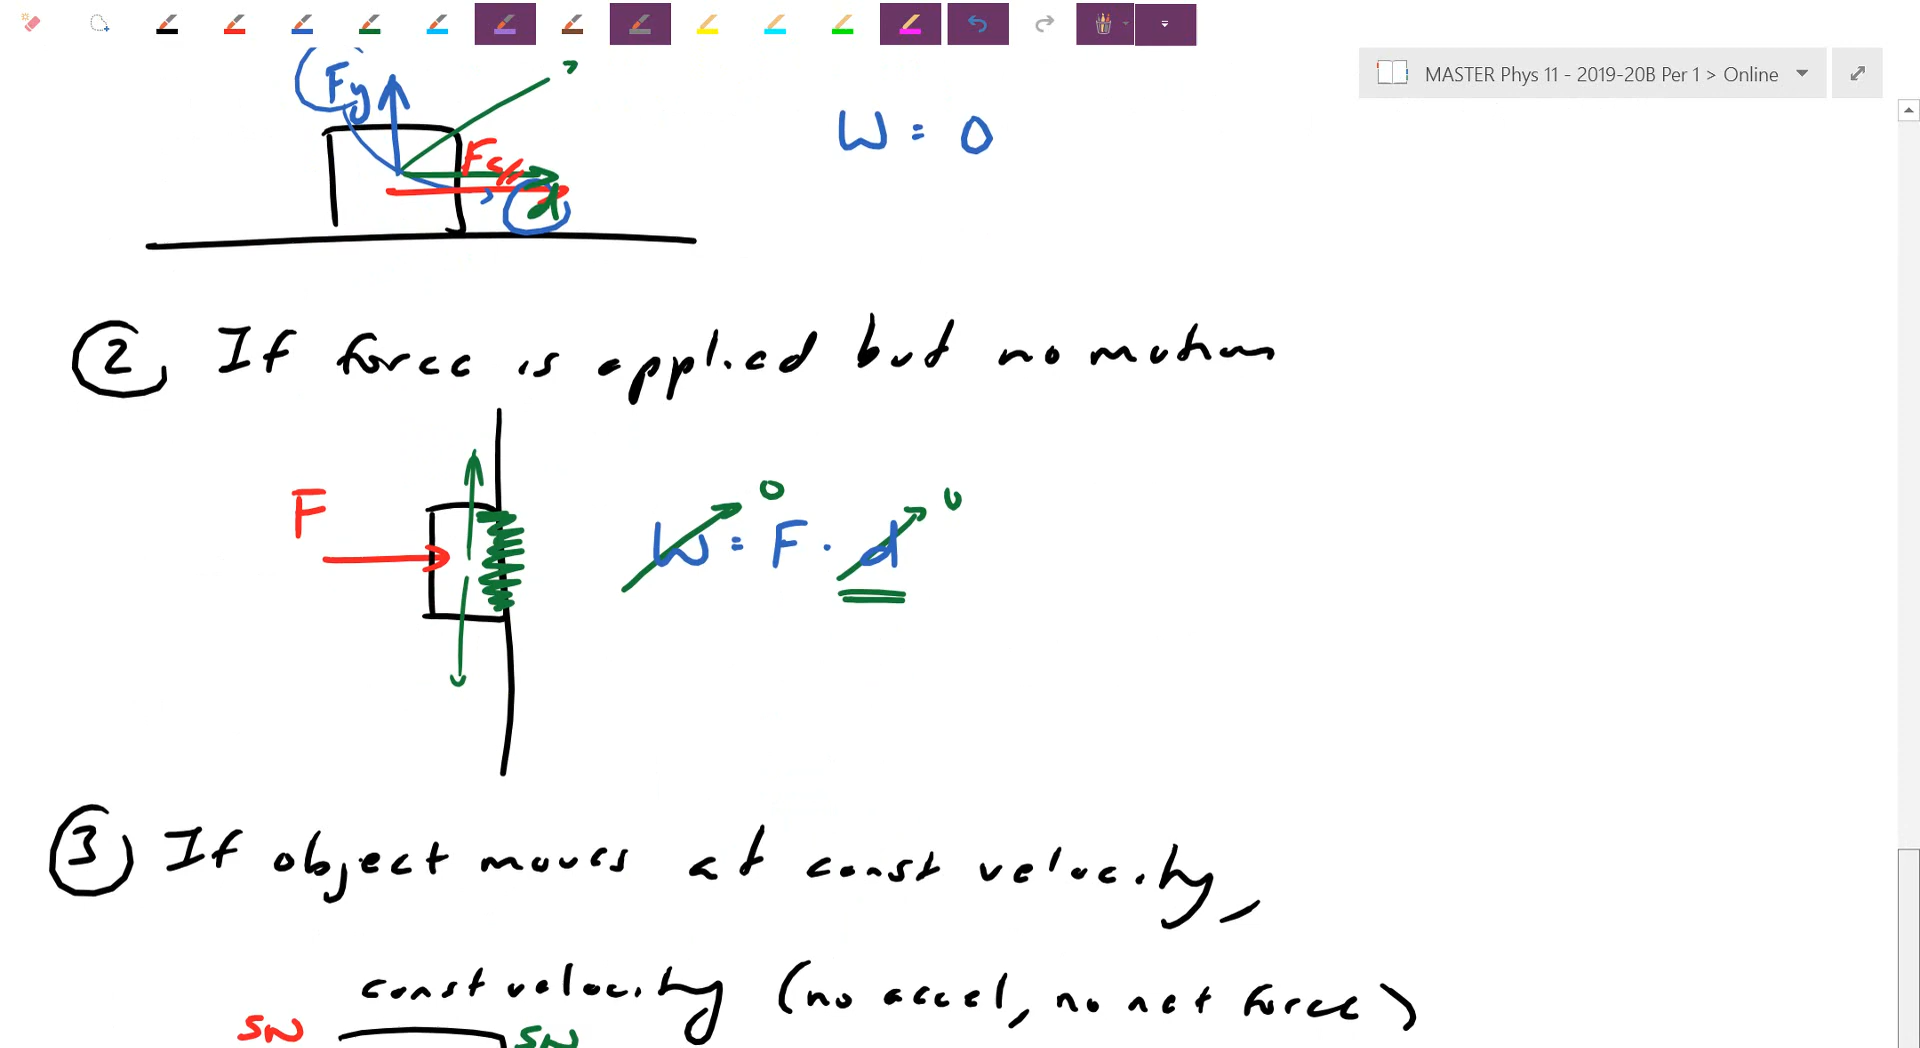 MASTER Phys 11 - 2019-20B Per 1 > Online
Fy
W = 0
F
d
② If force is applied but no motion
F
0
0
W = F · d
③ If object moves at const velocity,
const velocity (no accel, no net force)
5N
5N